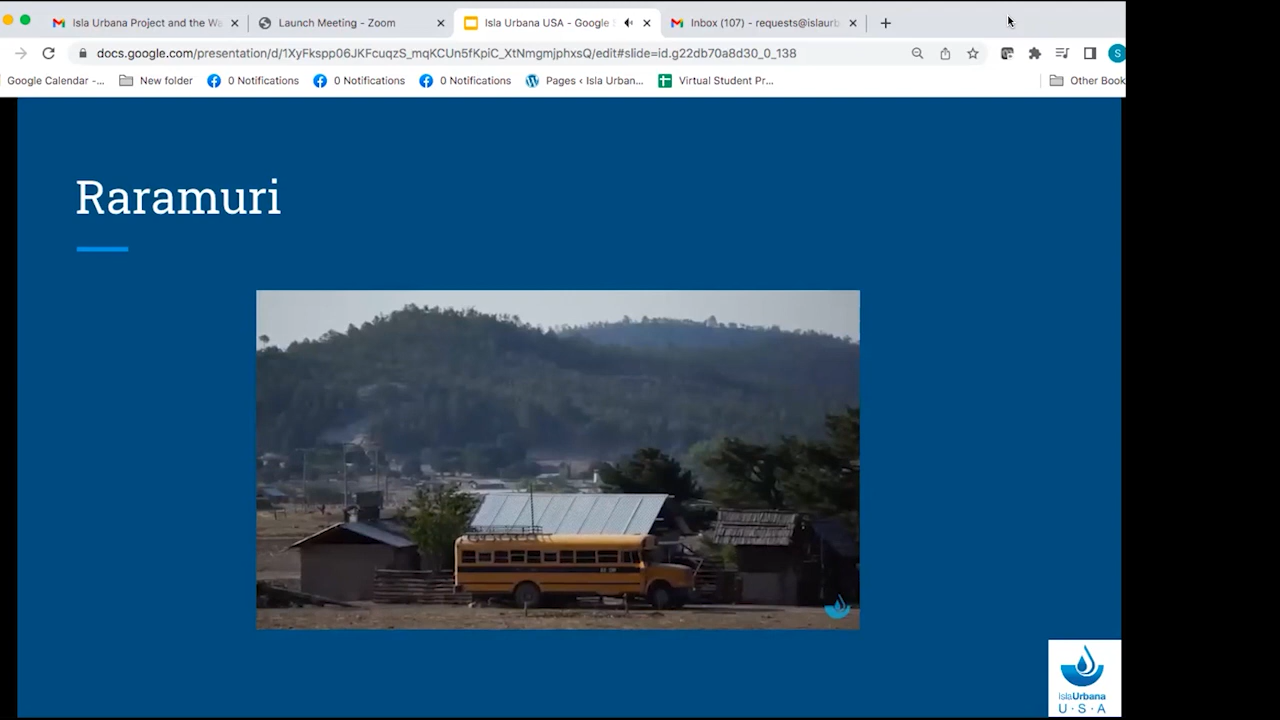 Isla Urbana Project and the Wa
Launch Meeting - Zoom
Isla Urbana USA - Google
Inbox (107) - requests@islaurb
docs.google.com/presentation/d/1XyFkspp06JKFcuqzS_mqKCUn5fKpiC_XtNmgmjphxsQ/edit#slide=id.g22db70a8d30_0_138
S
Google Calendar -...
New folder
0 Notifications
0 Notifications
0 Notifications
Pages ‹ Isla Urban...
Virtual Student Pr...
Other Book
Raramuri
islaUrbana
U·S·A